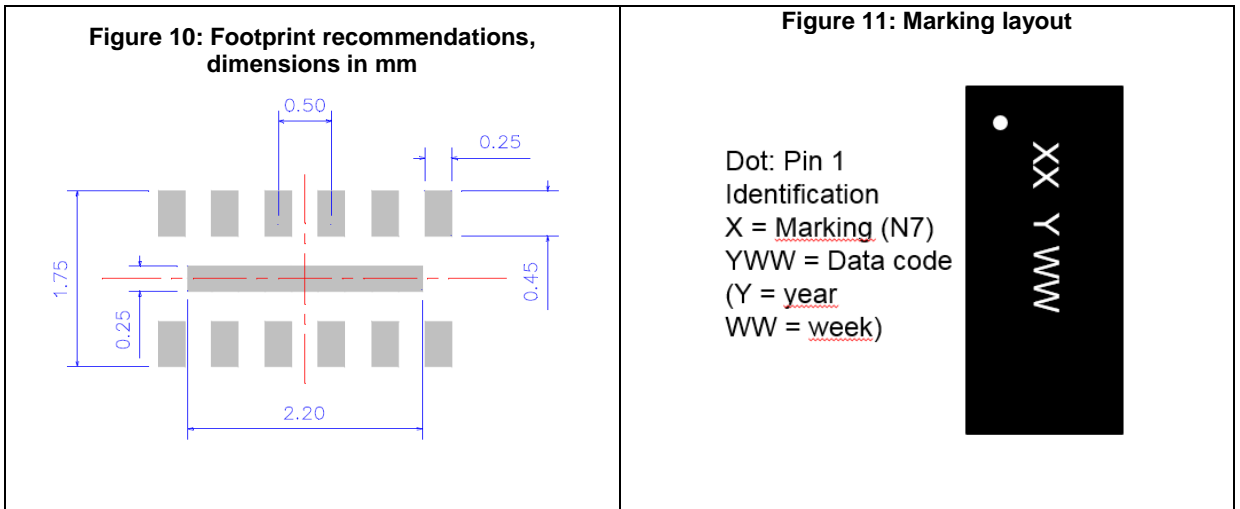 Figure 10: Footprint recommendations,
dimensions in mm
0.50
0.25
1.75
0.45
0.25
2.20
Figure 11: Marking layout
Dot: Pin 1
Identification
X = Marking (N7)
YWW = Data code
(Y = year
WW = week)
XX Y WW